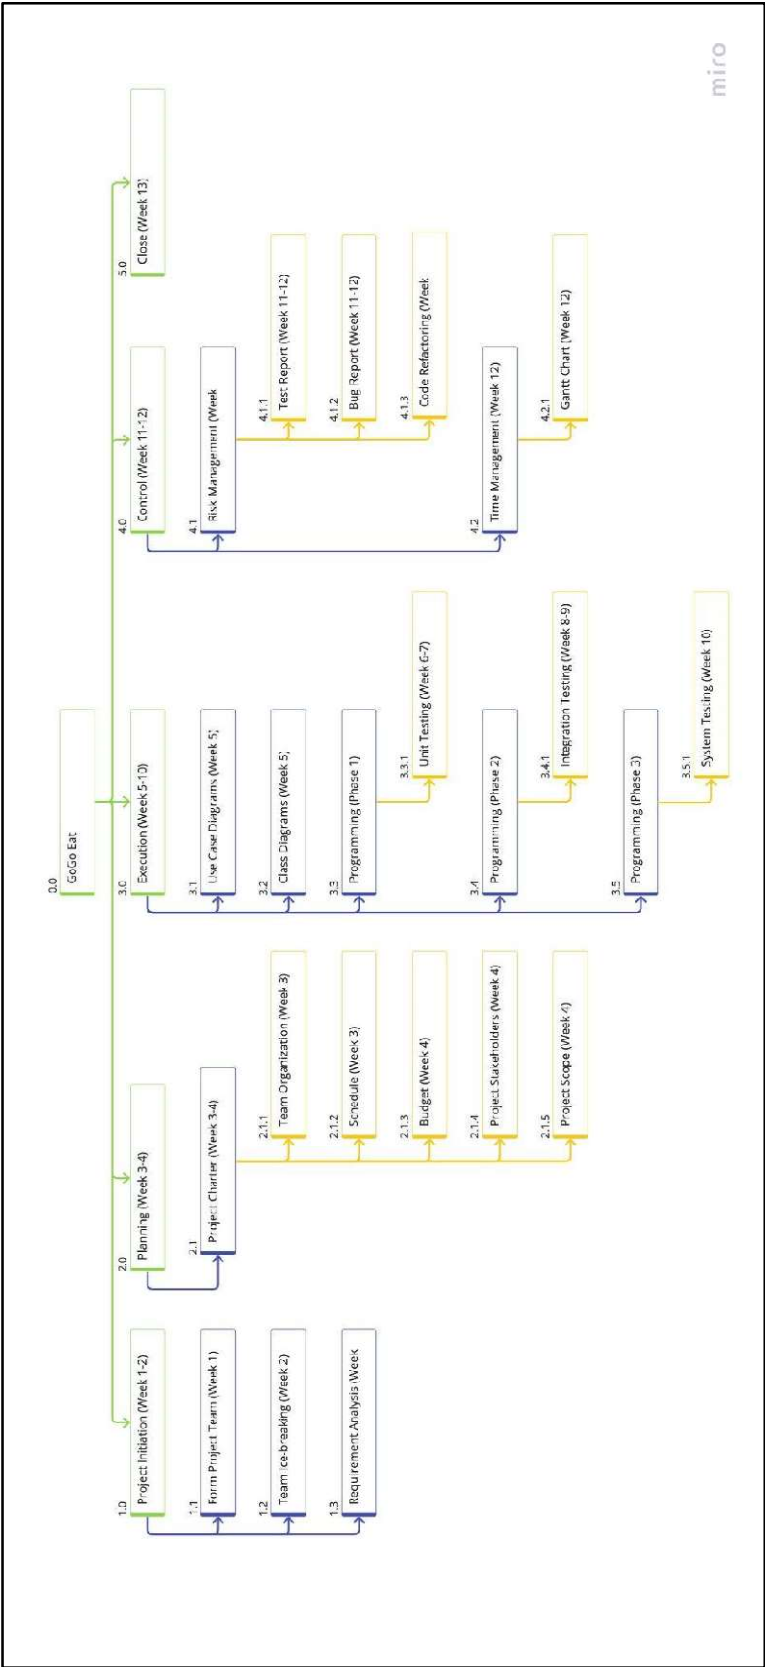 0.0
GoGo Eat
1.0
Project Initiation (Week 1-2)
1.1
Form Project Team (Week 1)
1.2
Team Ice-breaking (Week 2)
1.3
Requirement Analysis (Week
2.0
Planning (Week 3-4)
2.1
Project Charter (Week 3-4)
2.1.1
Team Organization (Week 3)
2.1.2
Schedule (Week 3)
2.1.3
Budget (Week 4)
2.1.4
Project Stakeholders (Week 4)
2.1.5
Project Scope (Week 4)
3.0
Execution (Week 5-10)
3.1
Use Case Diagrams (Week 5)
3.2
Class Diagrams (Week 5)
3.3
Programming (Phase 1)
3.3.1
Unit Testing (Week 6-7)
3.4
Programming (Phase 2)
3.4.1
Integration Testing (Week 8-9)
3.5
Programming (Phase 3)
3.5.1
System Testing (Week 10)
4.0
Control (Week 11-12)
4.1
Risk Management (Week
4.1.1
Test Report (Week 11-12)
4.1.2
Bug Report (Week 11-12)
4.1.3
Code Refactoring (Week
4.2
Time Management (Week 12)
4.2.1
Gantt Chart (Week 12)
5.0
Close (Week 13)
miro